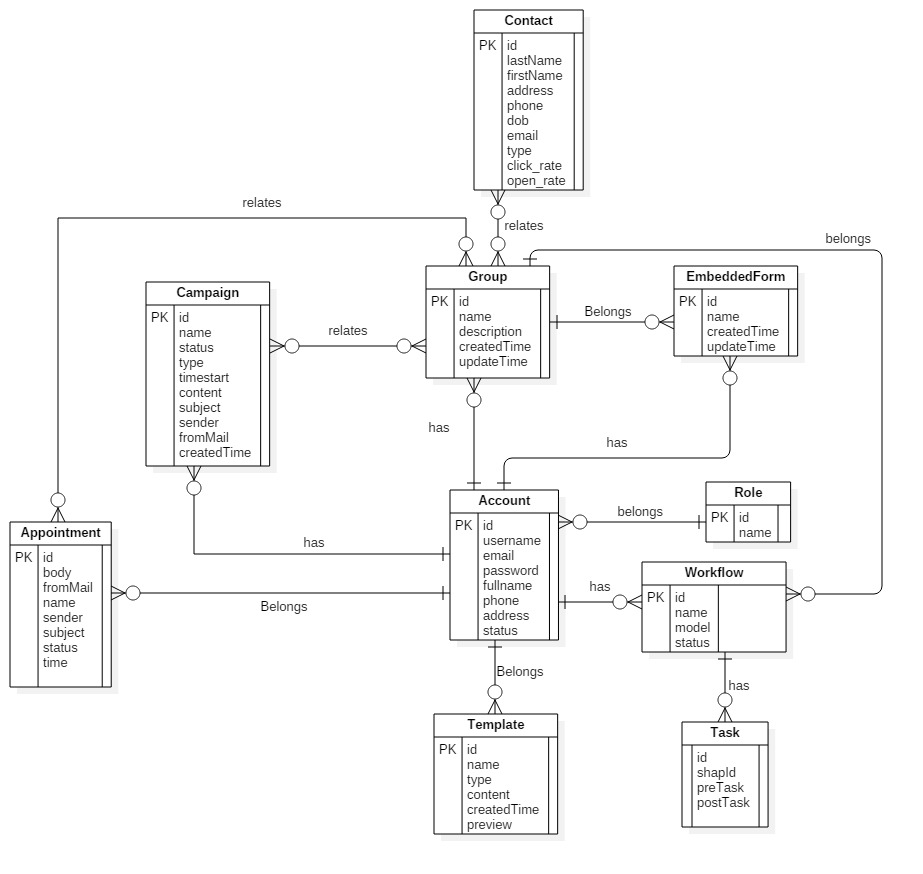 Contact
PK id
lastName
firstName
address
phone
dob
email
type
click_rate
open_rate
relates
relates
belongs
Group
PK id
name
description
createdTime
updateTime
EmbeddedForm
PK id
name
createdTime
updateTime
Belongs
Campaign
PK id
name
status
type
timestart
content
subject
sender
fromMail
createdTime
relates
has
has
Account
PK id
username
email
password
fullname
phone
address
status
Role
PK id
name
belongs
Appointment
PK id
body
fromMail
name
sender
subject
status
time
has
Belongs
has
Workflow
PK id
name
model
status
Belongs
has
Template
PK id
name
type
content
createdTime
preview
Task
id
shapId
preTask
postTask